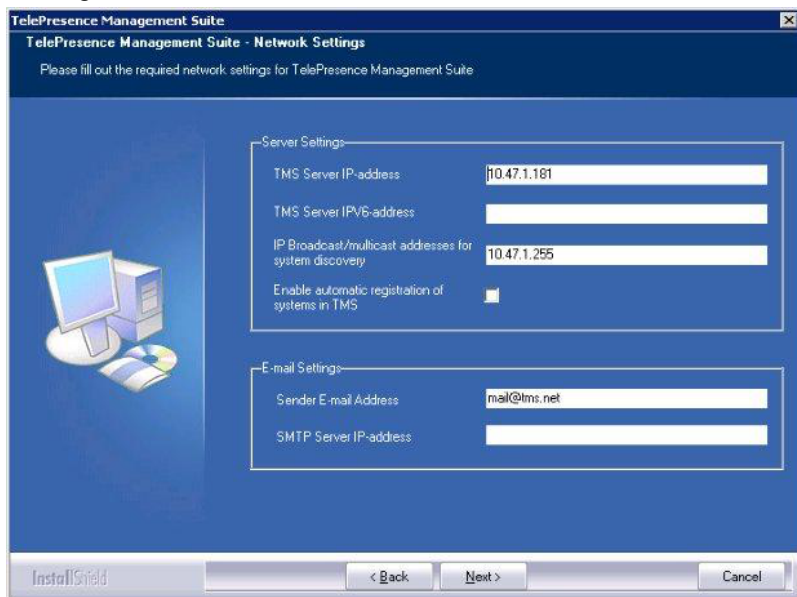 TelePresence Management Suite
TelePresence Management Suite - Network Settings
Please fill out the required network settings for TelePresence Management Suite
Server Settings
TMS Server IP-address
10.47.1.181
TMS Server IPV6-address
IP Broadcast/multicast addresses for
system discovery
10.47.1.255
Enable automatic registration of
systems in TMS
E-mail Settings
Sender E-mail Address
mail@tms.net
SMTP Server IP-address
InstallShield
< Back
Next >
Cancel